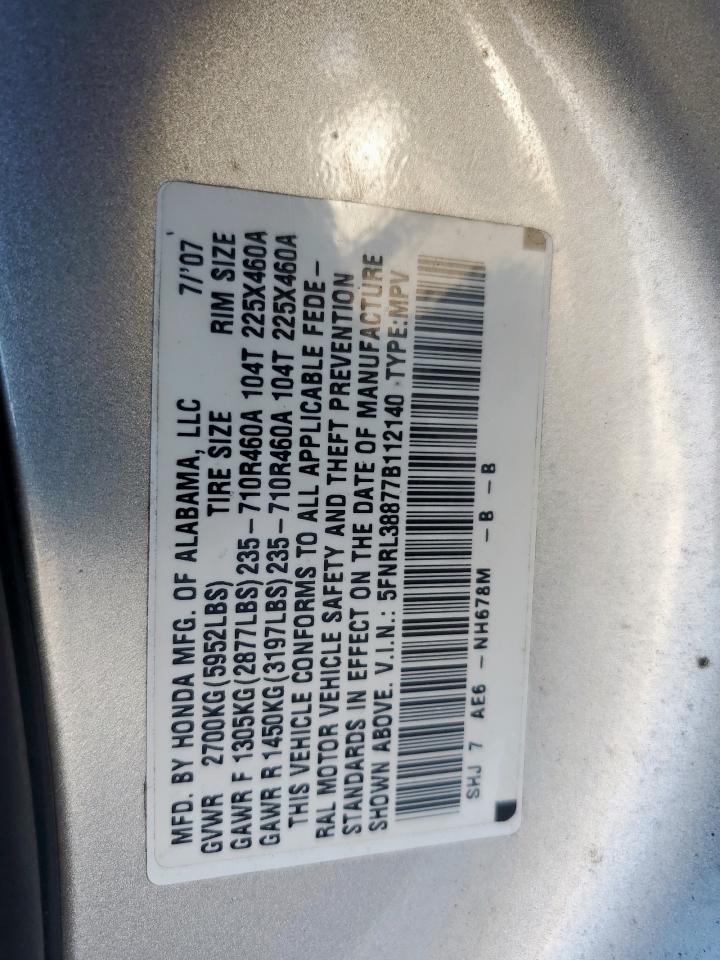 MFD. BY HONDA MFG. OF ALABAMA, LLC 7/'07
GVWR 2700KG(5952LBS) TIRE SIZE RIM SIZE
GAWR F 1305KG(2877LBS)235-710R460A 104T 225X460A
GAWR R 1450KG(3197LBS)235-710R460A 104T 225X460A
THIS VEHICLE CONFORMS TO ALL APPLICABLE FEDE-
RAL MOTOR VEHICLE SAFETY AND THEFT PREVENTION
STANDARDS IN EFFECT ON THE DATE OF MANUFACTURE
SHOWN ABOVE. V.I.N.: 5FNRL38877B112140 TYPE:MPV
SHJ 7 AE6 -NH678M -B -B